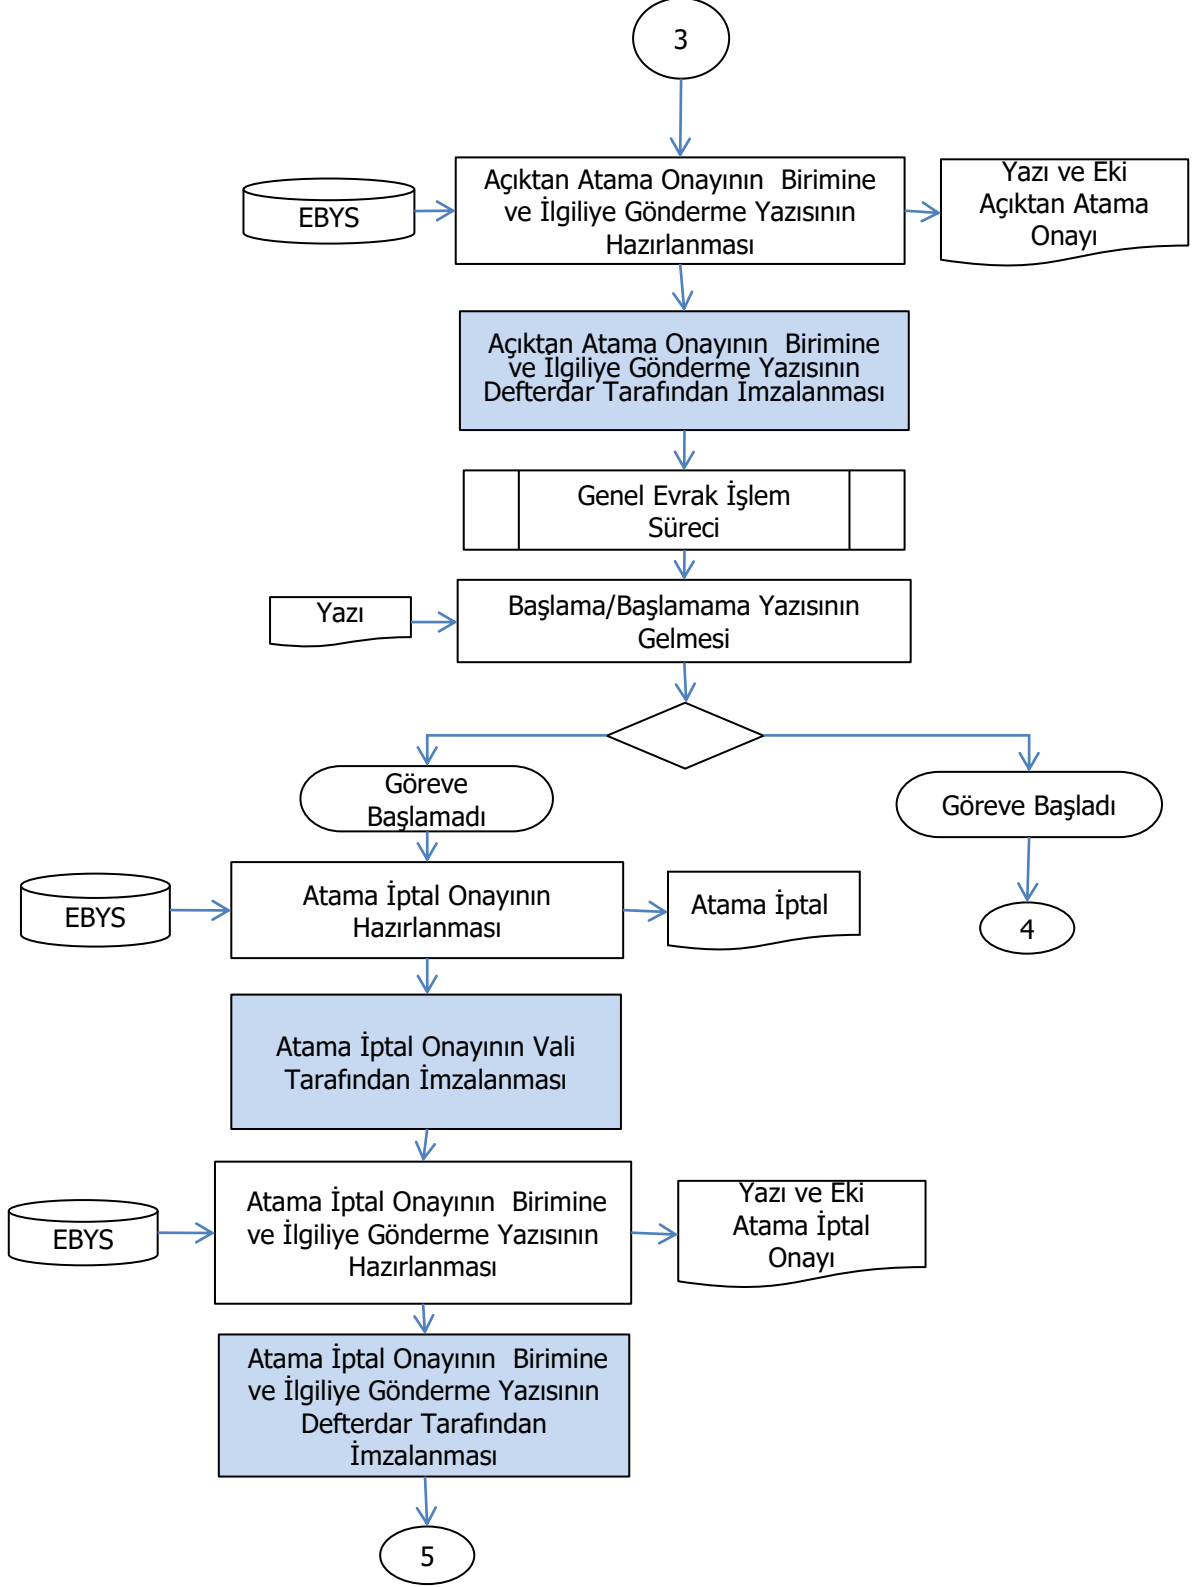 3
EBYS
Açıktan Atama Onayının Birimine
ve İlgiliye Gönderme Yazısının
Hazırlanması
Yazı ve Eki
Açıktan Atama
Onayı
Açıktan Atama Onayının Birimine
ve İlgiliye Gönderme Yazısının
Defterdar Tarafından İmzalanması
Genel Evrak İşlem
Süreci
Yazı
Başlama/Başlamama Yazısının
Gelmesi
Göreve
Başlamadı
Göreve Başladı
EBYS
Atama İptal Onayının
Hazırlanması
Atama İptal
4
Atama İptal Onayının Vali
Tarafından İmzalanması
EBYS
Atama İptal Onayının Birimine
ve İlgiliye Gönderme Yazısının
Hazırlanması
Yazı ve Eki
Atama İptal
Onayı
Atama İptal Onayının Birimine
ve İlgiliye Gönderme Yazısının
Defterdar Tarafından
İmzalanması
5